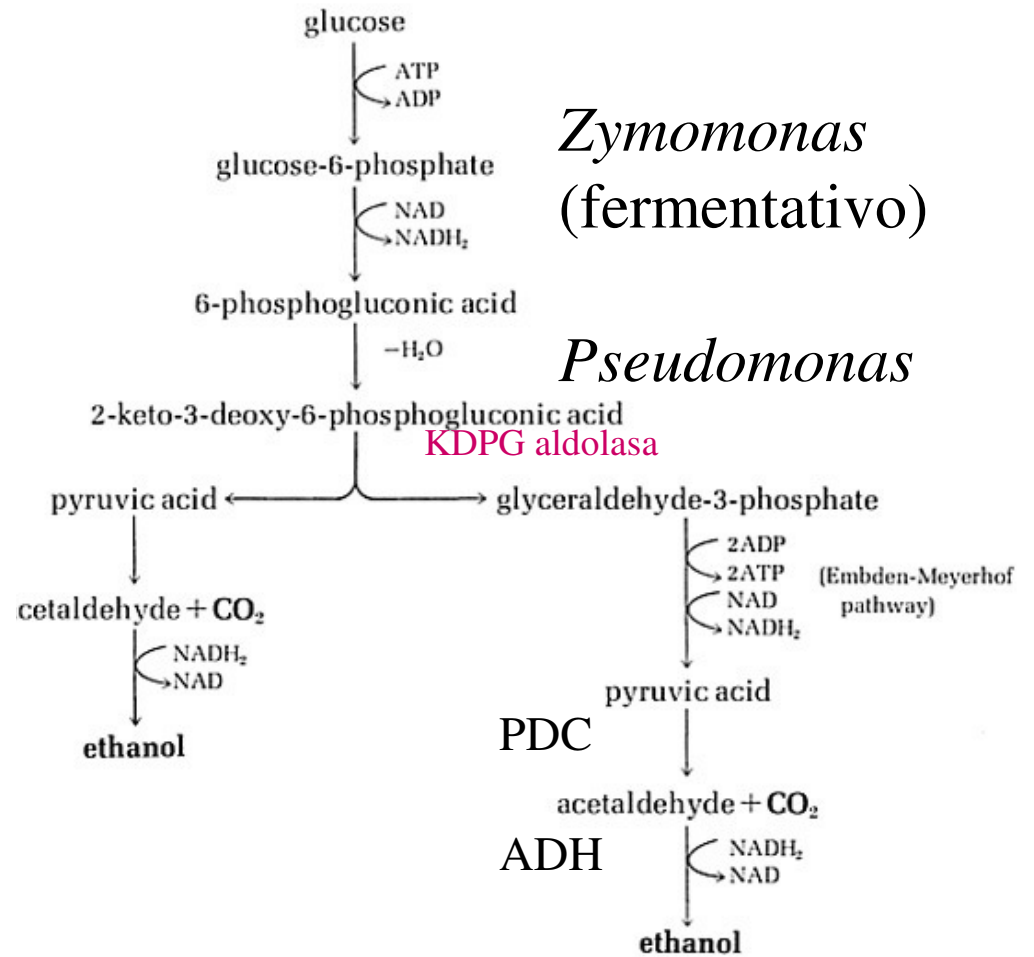 glucose
ATP
ADP
Zymomonas
(fermentativo)
glucose-6-phosphate
NAD
NADH₂
6-phosphogluconic acid
−H₂O
Pseudomonas
2-keto-3-deoxy-6-phosphogluconic acid
KDPG aldolasa
pyruvic acid
glyceraldehyde-3-phosphate
2ADP
2ATP
NAD
NADH₂
(Embden-Meyerhof
pathway)
cetaldehyde + CO₂
NADH₂
NAD
ethanol
pyruvic acid
PDC
acetaldehyde + CO₂
ADH
NADH₂
NAD
ethanol